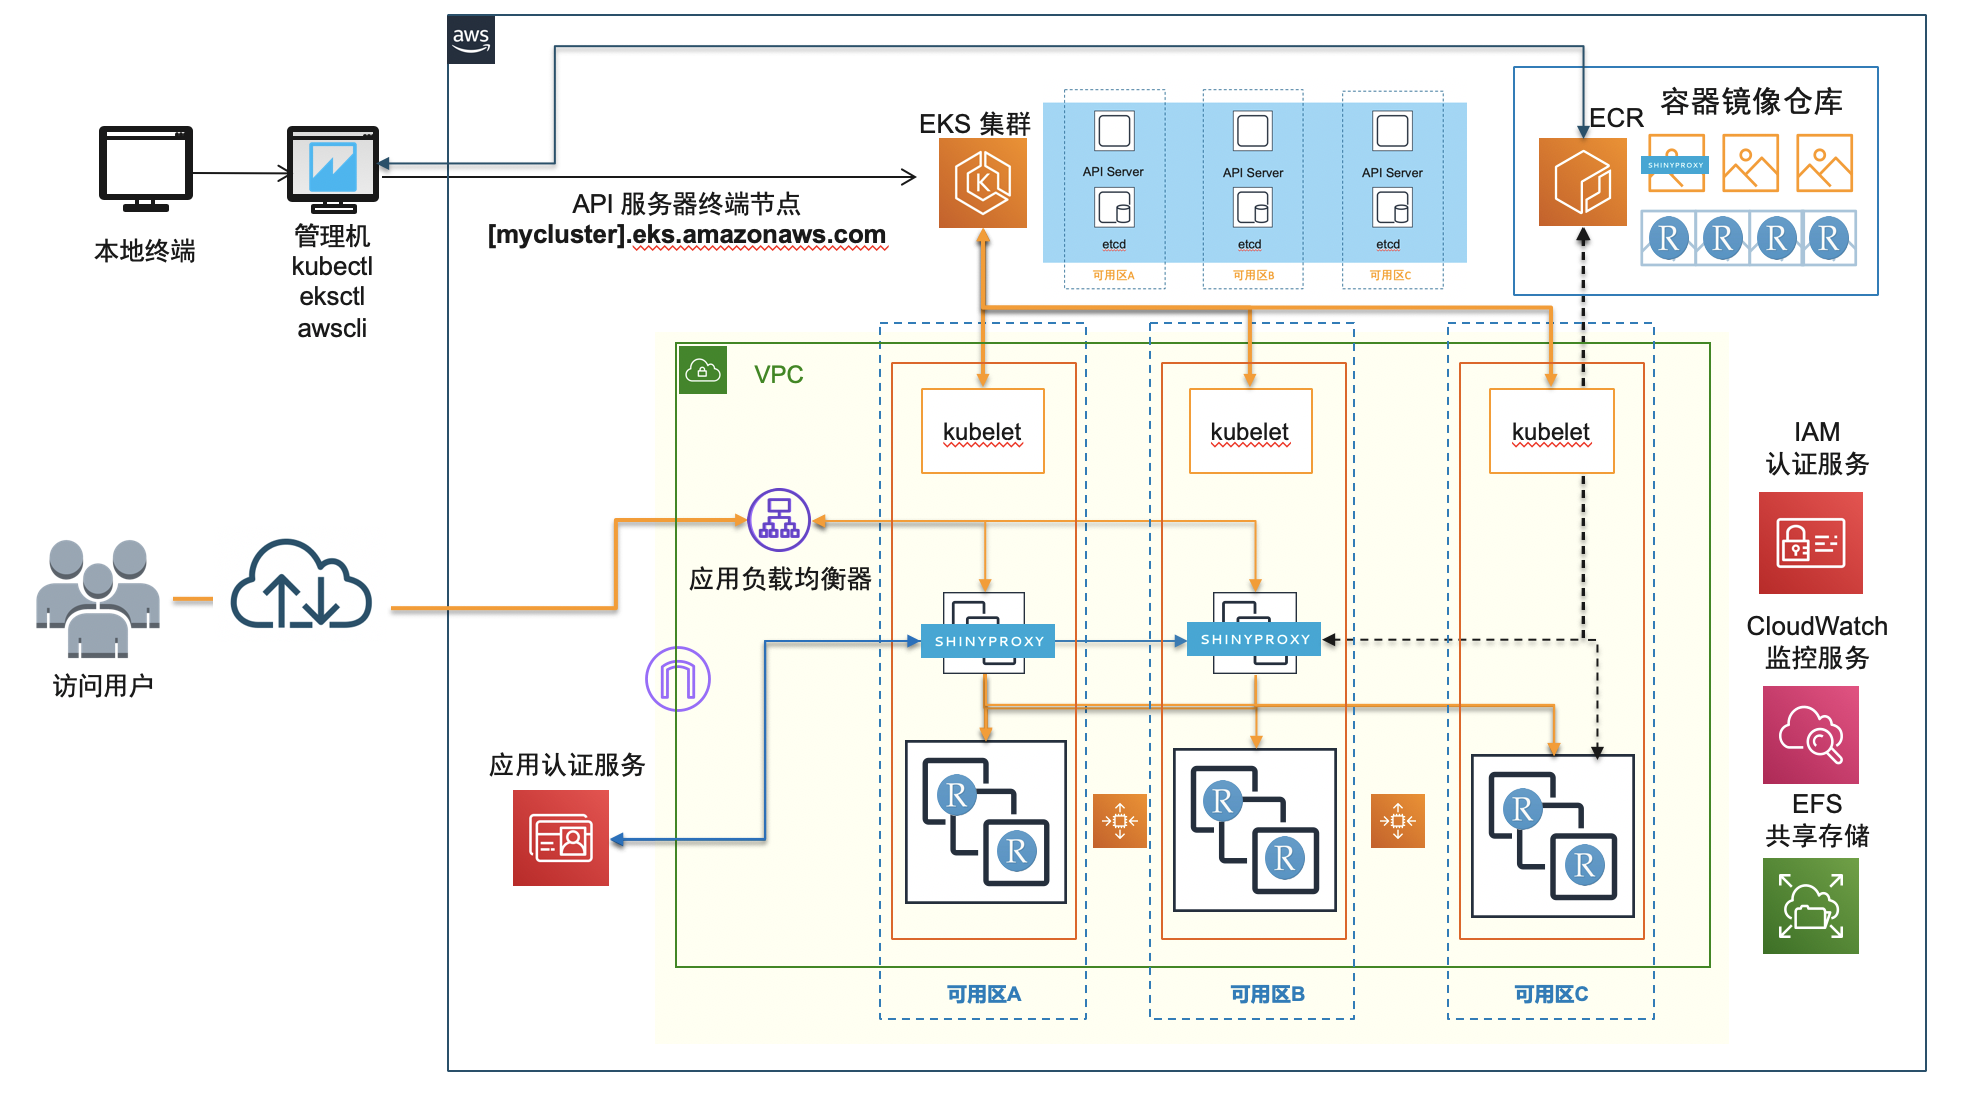 aws
EKS 集群
API Server
API Server
API Server
etcd
etcd
etcd
可用区A
可用区B
可用区C
ECR
容器镜像仓库
SHINYPROXY
R
R
R
R
本地终端
管理机
kubectl
eksctl
awscli
API 服务器终端节点
[mycluster].eks.amazonaws.com
K
VPC
kubelet
kubelet
kubelet
应用负载均衡器
SHINYPROXY
SHINYPROXY
访问用户
应用认证服务
R
R
R
R
R
R
可用区A
可用区B
可用区C
IAM
认证服务
CloudWatch
监控服务
EFS
共享存储